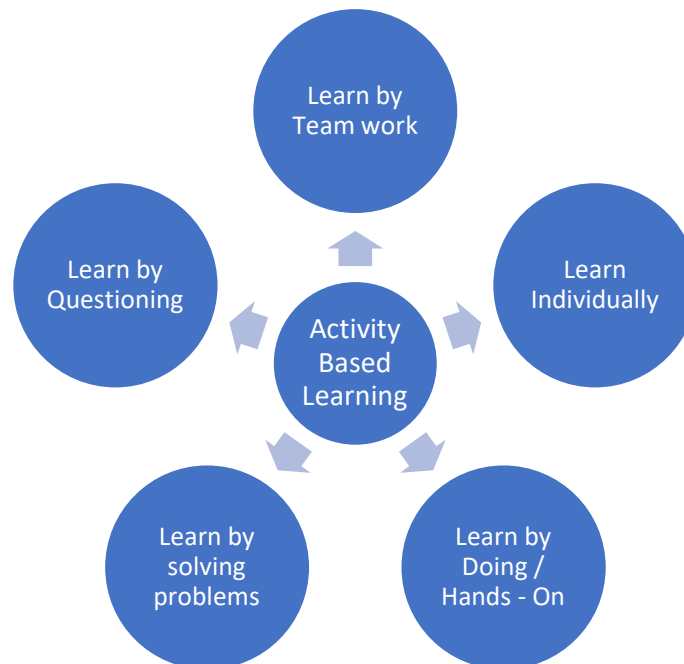 Learn by
Team work
Learn by
Questioning
Learn
Individually
Activity
Based
Learning
Learn by
solving
problems
Learn by
Doing /
Hands - On